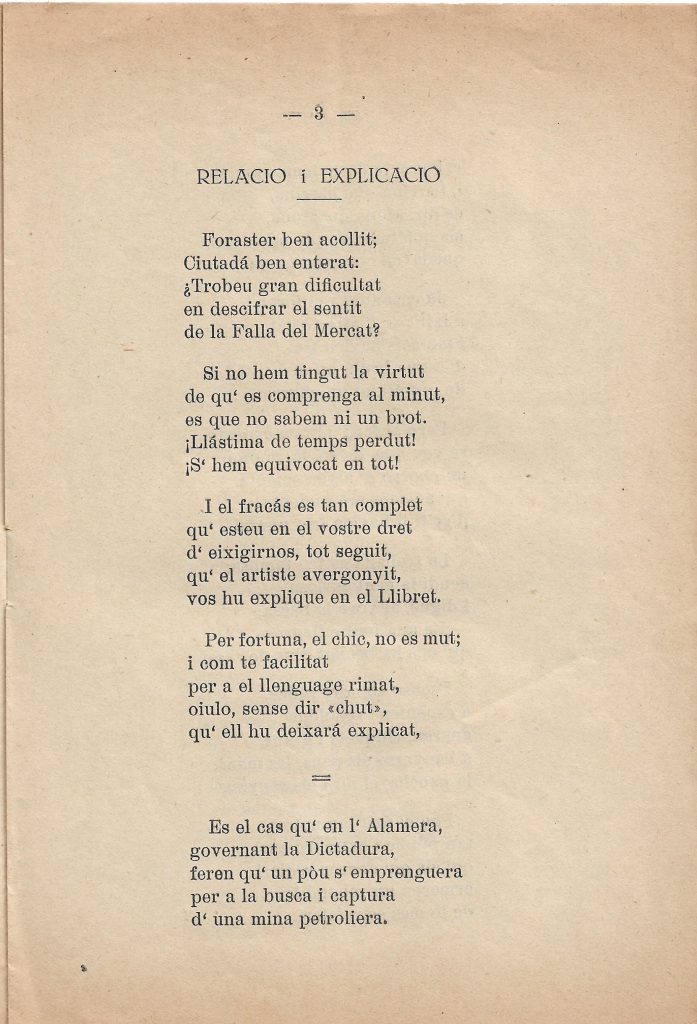 — 3 —
RELACIO i EXPLICACIÓ
Foraster ben acollit;
Ciutadá ben enterat:
¿Trobeu gran dificultat
en descifrar el sentit
de la Falla del Mercat?
Si no hem tingut la virtut
de qu‘ es comprenga al minut,
es que no sabem ni un brot.
¡Llástima de temps perdut!
¡S‘ hem equivocat en tot!
I el fracás es tan complet
qu‘ esteu en el vostre dret
d‘ eixigirnos, tot seguit,
qu‘ el artiste avergonyit,
vos hu explique en el Llibret.
Per fortuna, el chic, no es mut;
i com te facilitat
per a el llenguage rimat,
oiulo, sense dir «chut»,
qu‘ ell hu deixará explicat,
Es el cas qu‘ en l‘ Alamera,
governant la Dictadura,
feren qu‘ un pòu s‘ emprenguera
per a la busca i captura
d‘ una mina petroliera.